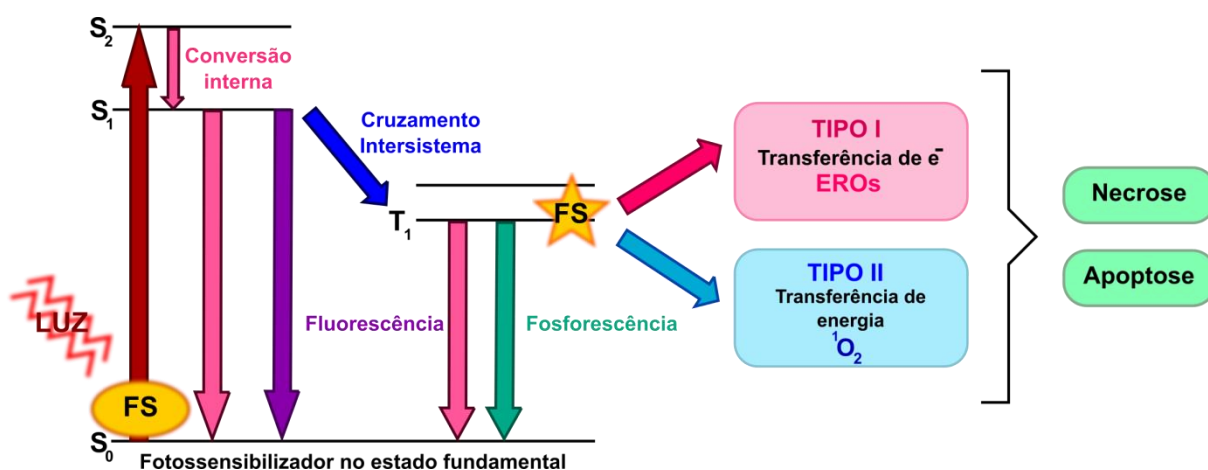 S2
Conversão
interna
S1
Cruzamento
Intersistema
T1
FS
TIPO I
Transferência de e-
EROs
Necrose
Apoptose
TIPO II
Transferência de
energia
1O2
LUZ
Fluorescência
Fosforescência
FS
S0
Fotossensibilizador no estado fundamental